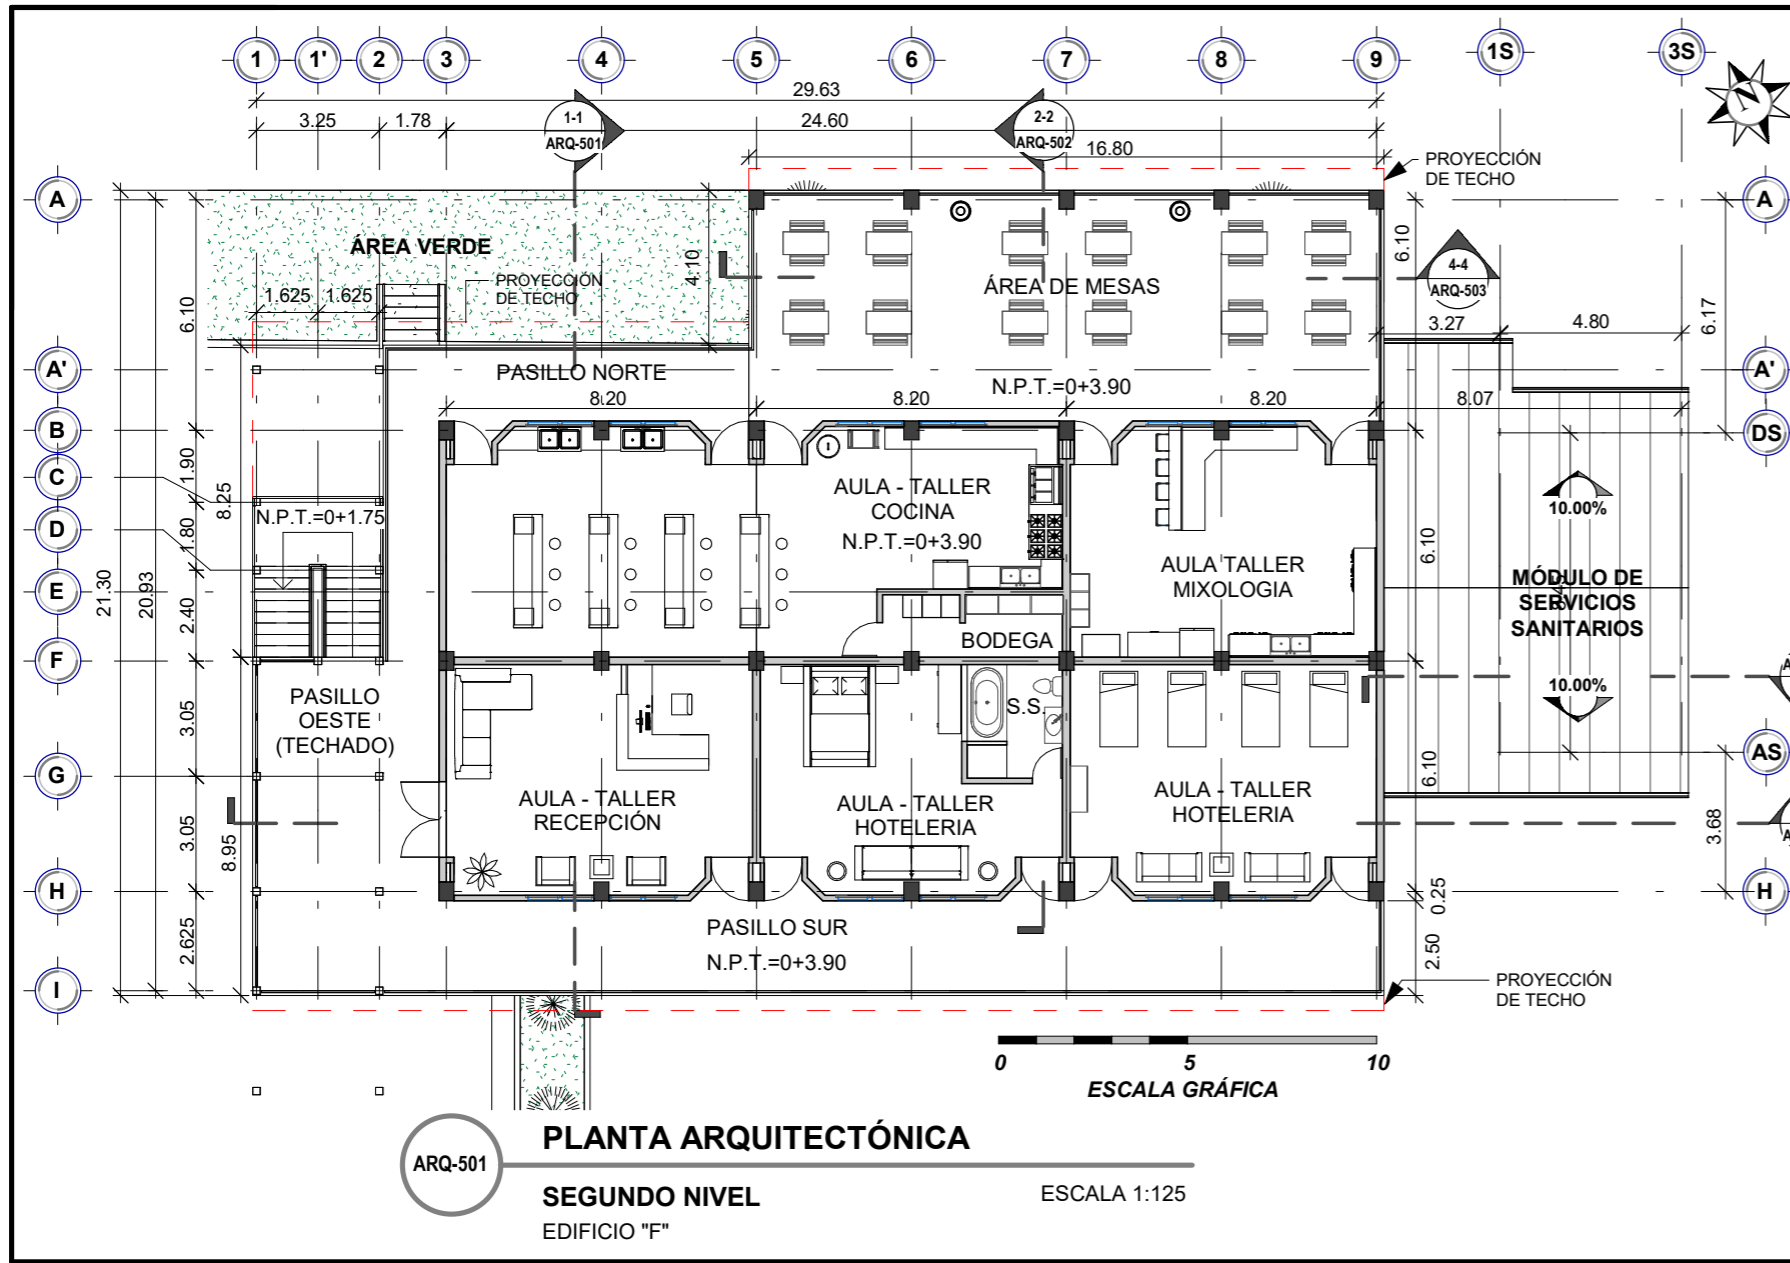 1 1' 2 3 4 5 6 7 8 9 1S 3S
N
29.63
3.25 1.78 24.60
1-1
ARQ-501
2-2
ARQ-502
16.80
PROYECCIÓN
DE TECHO
A A
ÁREA VERDE
PROYECCIÓN
DE TECHO
1.625 1.625
4.10
6.10
ÁREA DE MESAS
6.10
4-4
ARQ-503
3.27 4.80
6.17
A' A'
PASILLO NORTE
N.P.T.=0+3.90
8.20 8.20 8.20 8.07
B
DS
C
1.90
8.25
D
N.P.T.=0+1.75
1.80
AULA - TALLER
COCINA
N.P.T.=0+3.90
10.00%
6.10
E
21.30
20.93
2.40
AULA TALLER
MIXOLOGIA
MÓDULO DE
SERVICIOS
SANITARIOS
BODEGA
F
PASILLO
OESTE
(TECHADO)
3.05
S.S.
10.00%
A
G
AS
6.10
AULA - TALLER
RECEPCIÓN
AULA - TALLER
HOTELERIA
AULA - TALLER
HOTELERIA
3.05
8.95
3.68
A
H H
0.25
2.625
PASILLO SUR
N.P.T.=0+3.90
2.50
I
PROYECCIÓN
DE TECHO
0 5 10
ESCALA GRÁFICA
ARQ-501
PLANTA ARQUITECTÓNICA
SEGUNDO NIVEL
ESCALA 1:125
EDIFICIO "F"